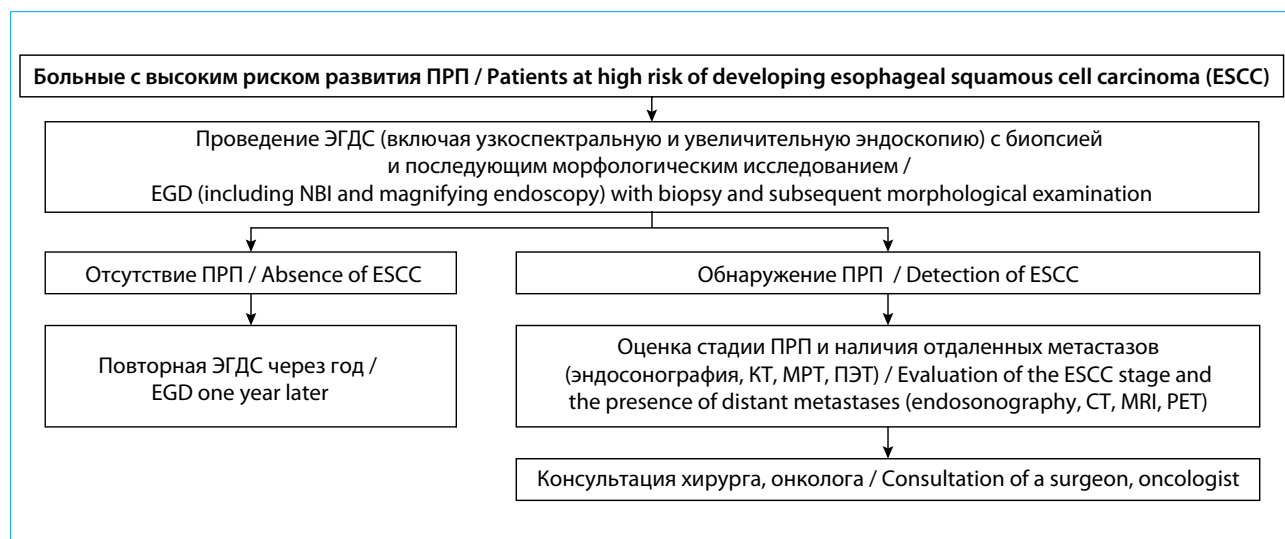 Больные с высоким риском развития ПРП / Patients at high risk of developing esophageal squamous cell carcinoma (ESCC)
Проведение ЭГДС (включая узкоспектральную и увеличительную эндоскопию) с биопсией
и последующим морфологическим исследованием /
EGD (including NBI and magnifying endoscopy) with biopsy and subsequent morphological examination
Отсутствие ПРП / Absence of ESCC
Обнаружение ПРП / Detection of ESCC
Повторная ЭГДС через год /
EGD one year later
Оценка стадии ПРП и наличия отдаленных метастазов
(эндосонография, КТ, МРТ, ПЭТ) / Evaluation of the ESCC stage and
the presence of distant metastases (endosonography, CT, MRI, PET)
Консультация хирурга, онколога / Consultation of a surgeon, oncologist